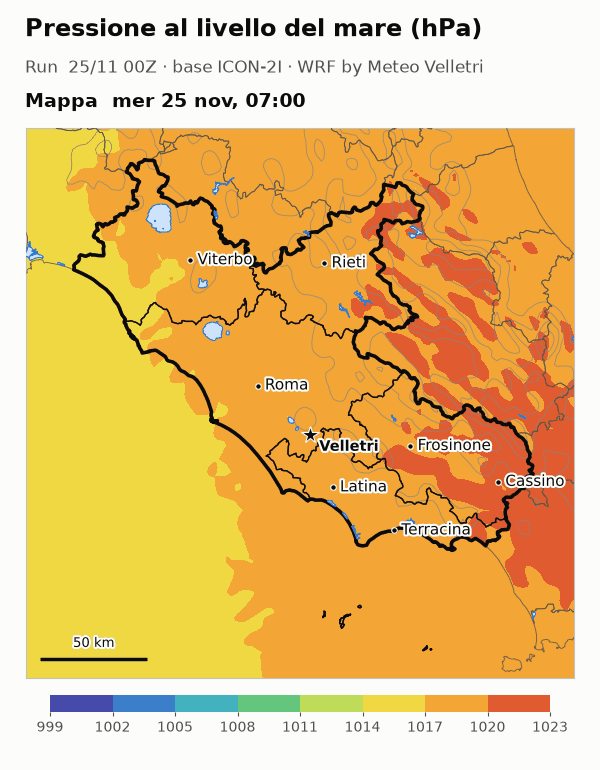 Pressione al livello del mare (hPa)
Run 25/11 00Z · base ICON-2I · WRF by Meteo Velletri
Mappa mer 25 nov, 07:00
Viterbo
Rieti
Roma
Velletri
Frosinone
Latina
Cassino
Terracina
50 km
999 1002 1005 1008 1011 1014 1017 1020 1023